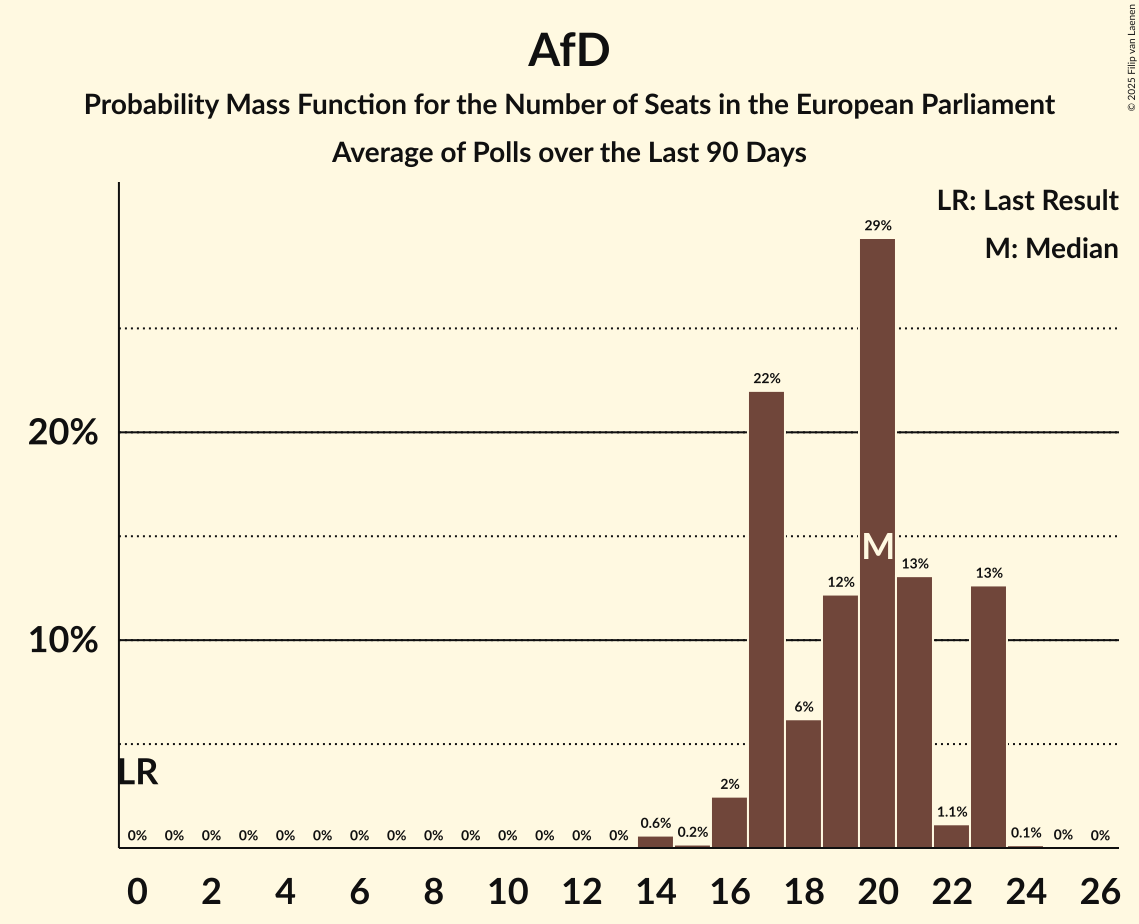 AfD
Probability Mass Function for the Number of Seats in the European Parliament
Average of Polls over the Last 90 Days
© 2025 Filip van Laenen
LR: Last Result
M: Median
29%
22%
20%
M
13%
13%
12%
10%
6%
LR
2%
1.1%
0% 0% 0% 0% 0% 0% 0% 0% 0% 0% 0% 0% 0% 0% 0.6% 0.2% 0.1% 0% 0%
0 2 4 6 8 10 12 14 16 18 20 22 24 26